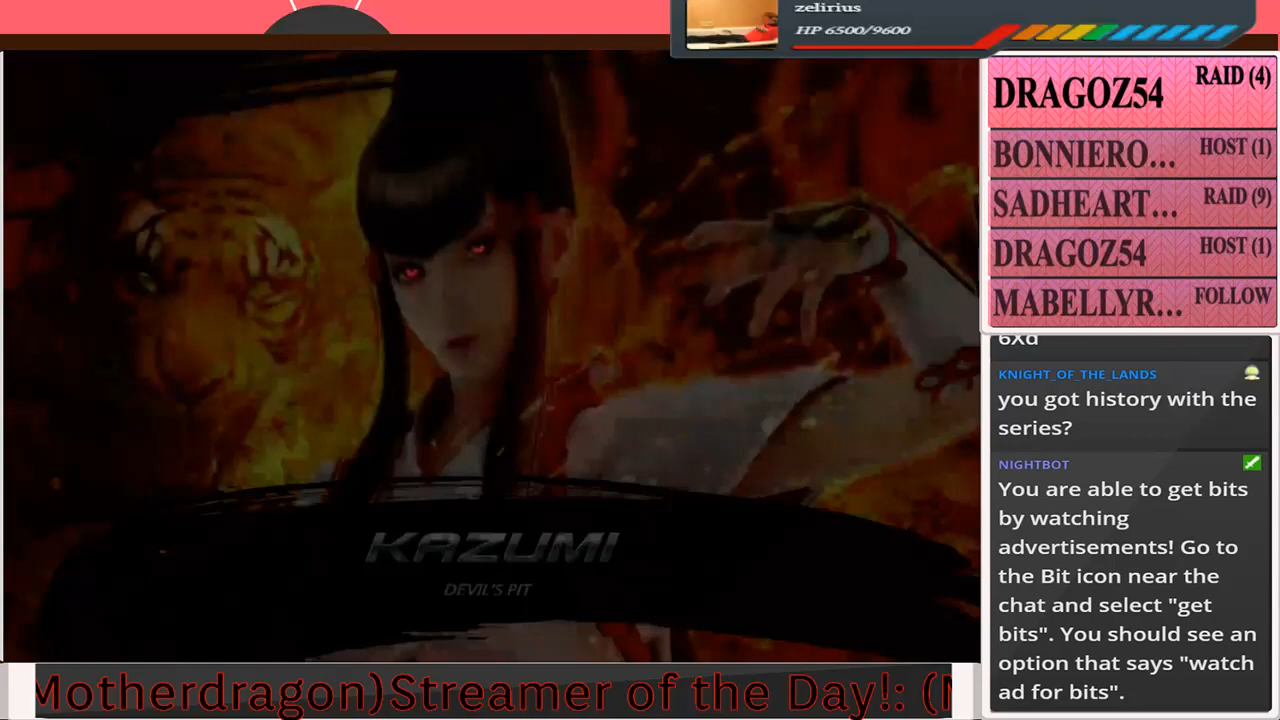 zelirius
HP 6500/9600
DRAGOZ54 RAID (4)
BONNIERO... HOST (1)
SADHEART... RAID (9)
DRAGOZ54 HOST (1)
MABELLYR... FOLLOW
6Xd
KNIGHT_OF_THE_LANDS
you got history with the
series?
NIGHTBOT
You are able to get bits
by watching
advertisements! Go to
the Bit icon near the
chat and select "get
bits". You should see an
option that says "watch
ad for bits".
KAZUMI
DEVIL'S PIT
Motherdragon)Streamer of the Day!: (